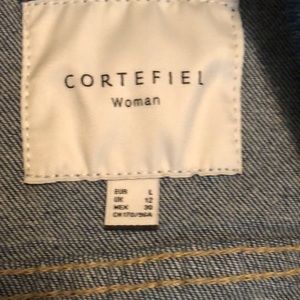 CORTEFIEL
Woman
EUR L
UK 12
MEX 30
CH 170/96A